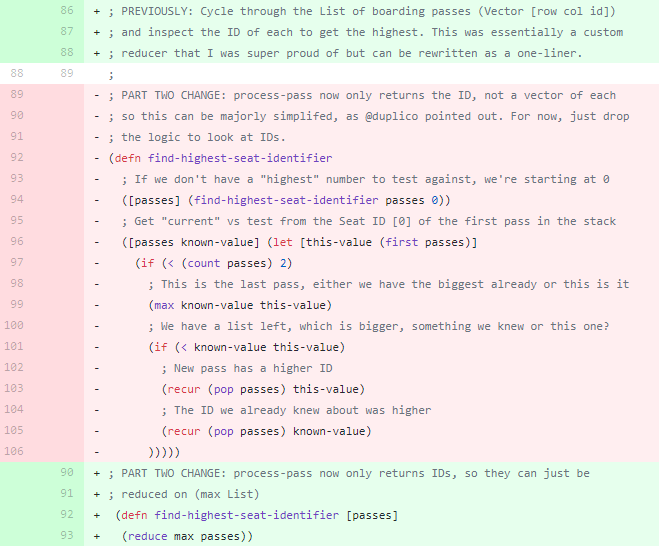 86 + ; PREVIOUSLY: Cycle through the List of boarding passes (Vector [row col id])
87 + ; and inspect the ID of each to get the highest. This was essentially a custom
88 + ; reducer that I was super proud of but can be rewritten as a one-liner.
88 89 ;
89 - ; PART TWO CHANGE: process-pass now only returns the ID, not a vector of each
90 - ; so this can be majorly simplifed, as @duplico pointed out. For now, just drop
91 - ; the logic to look at IDs.
92 - (defn find-highest-seat-identifier
93 - ; If we don't have a "highest" number to test against, we're starting at 0
94 - ([passes] (find-highest-seat-identifier passes 0))
95 - ; Get "current" vs test from the Seat ID [0] of the first pass in the stack
96 - ([passes known-value] (let [this-value (first passes)]
97 - (if (< (count passes) 2)
98 - ; This is the last pass, either we have the biggest already or this is it
99 - (max known-value this-value)
100 - ; We have a list left, which is bigger, something we knew or this one?
101 - (if (< known-value this-value)
102 - ; New pass has a higher ID
103 - (recur (pop passes) this-value)
104 - ; The ID we already knew about was higher
105 - (recur (pop passes) known-value)
106 - )))))
90 + ; PART TWO CHANGE: process-pass now only returns IDs, so they can just be
91 + ; reduced on (max List)
92 + (defn find-highest-seat-identifier [passes]
93 + (reduce max passes))